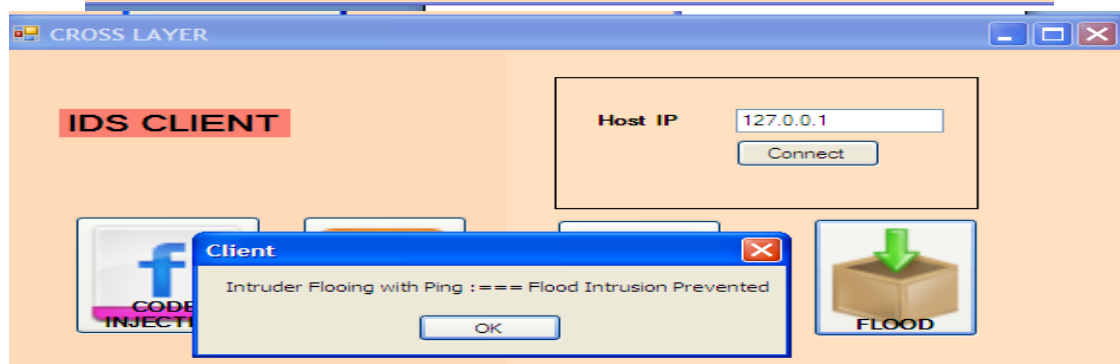 CROSS LAYER
IDS CLIENT
Host IP
127.0.0.1
Connect
Client
Intruder Flooing with Ping :=== Flood Intrusion Prevented
OK
CODE
FLOOD